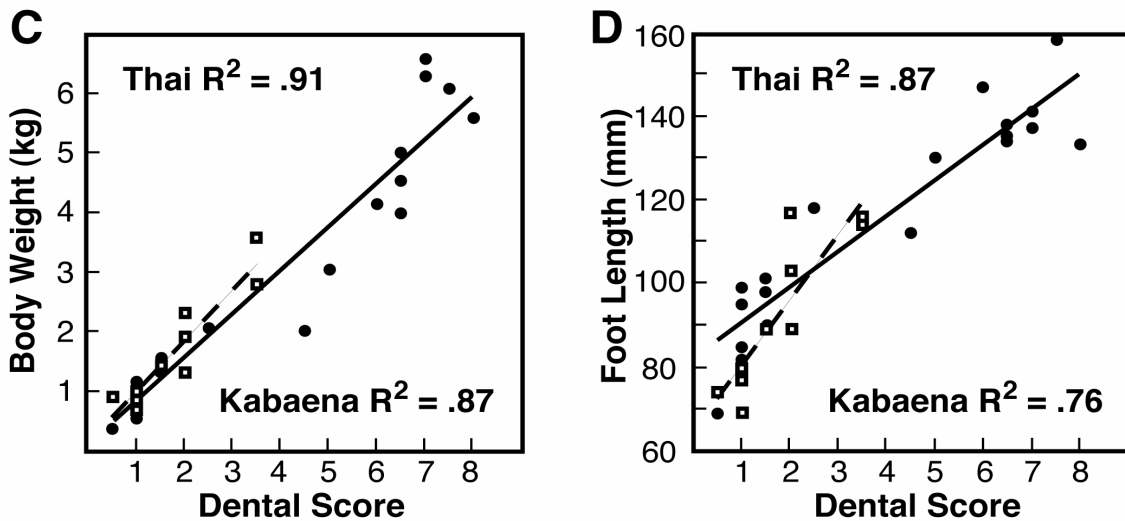 C
Thai R² = .91
Body Weight (kg)
6
5
4
3
2
1
Kabaena R² = .87
1 2 3 4 5 6 7 8
Dental Score
D
Thai R² = .87
Foot Length (mm)
160
140
120
100
80
60
Kabaena R² = .76
1 2 3 4 5 6 7 8
Dental Score